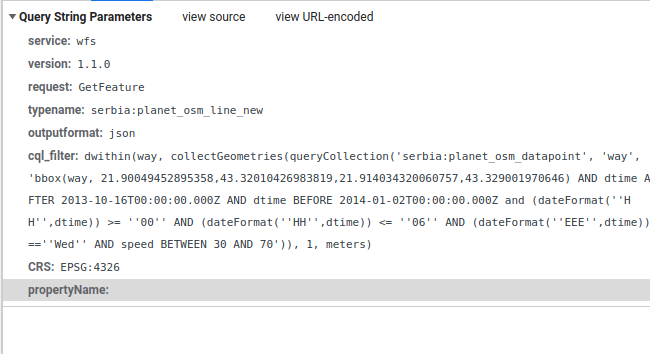 Query String Parameters view source view URL-encoded
service: wfs
version: 1.1.0
request: GetFeature
typename: serbia:planet_osm_line_new
outputformat: json
cql_filter: dwithin(way, collectGeometries(queryCollection('serbia:planet_osm_datapoint', 'way',
'bbox(way, 21.90049452895358,43.32010426983819,21.914034320060757,43.329001970646) AND dtime A
FTER 2013-10-16T00:00:00.000Z AND dtime BEFORE 2014-01-02T00:00:00.000Z and (dateFormat(''H
H'',dtime)) >= ''00'' AND (dateFormat(''HH'',dtime)) <= ''06'' AND (dateFormat(''EEE'',dtime))
==''Wed'' AND speed BETWEEN 30 AND 70')), 1, meters)
CRS: EPSG:4326
propertyName: